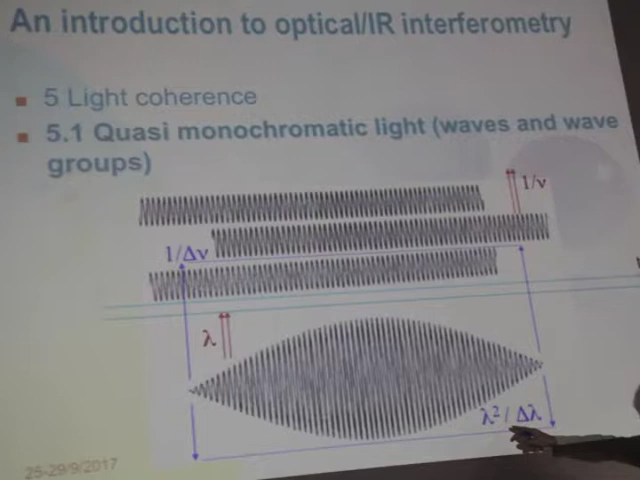 An introduction to optical/IR interferometry
5 Light coherence
5.1 Quasi monochromatic light (waves and wave
groups)
1/ν
1/Δν
λ
λ²/ Δλ
25-29/9/2017